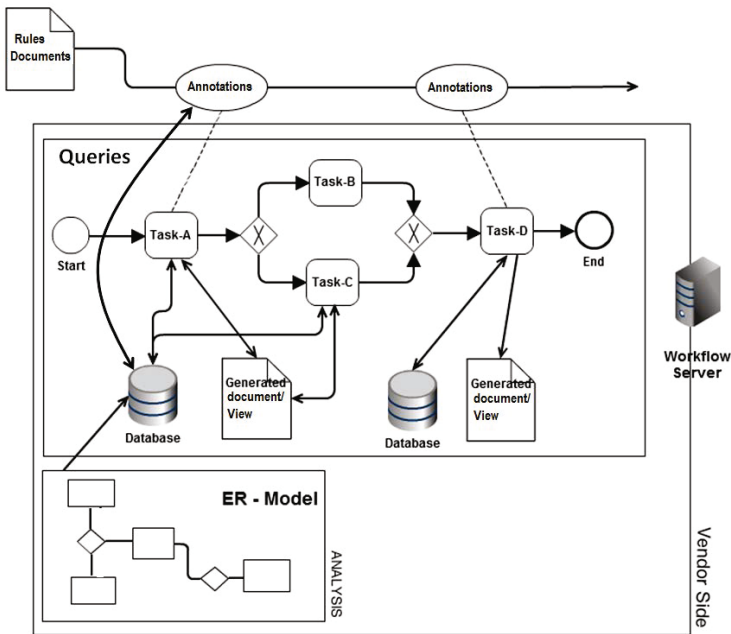 Rules
Documents
Annotations
Annotations
Queries
Task-B
Task-A
X
X
Task-D
Start
End
Task-C
Workflow
Server
Generated
document/
View
Generated
document/
View
Database
Database
ER - Model
ANALYSIS
Vendor Side